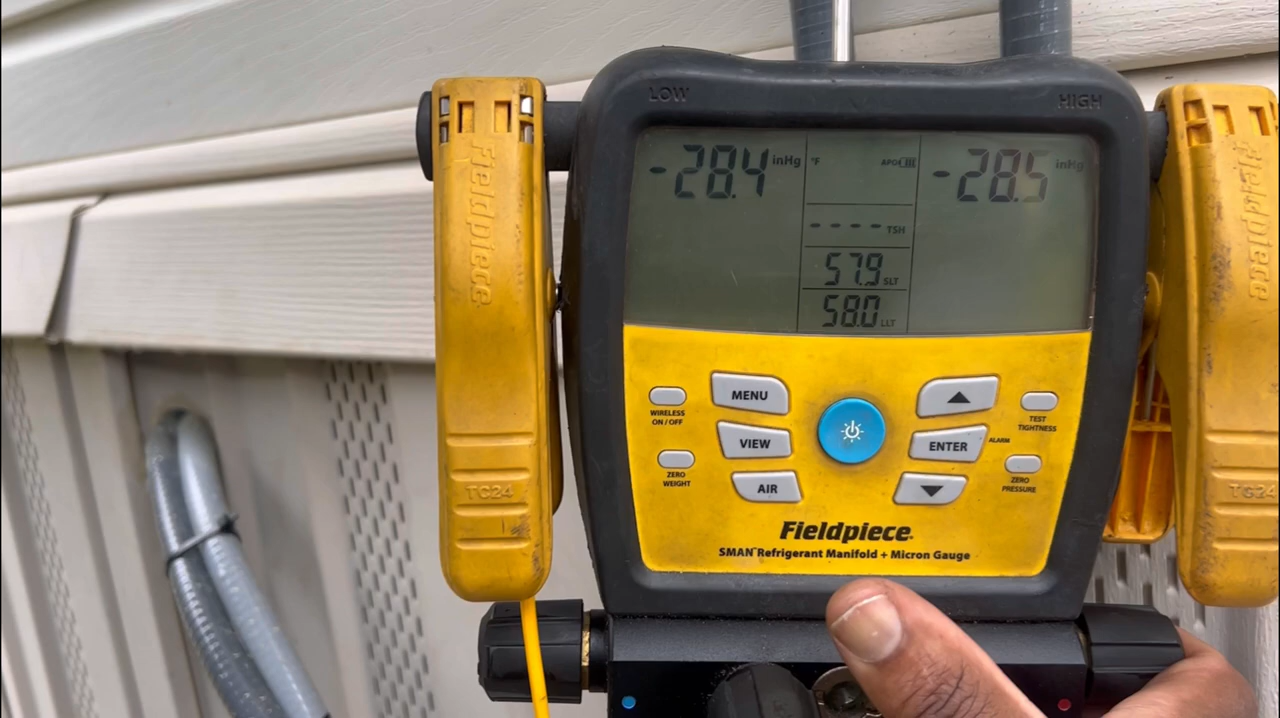 LOW
HIGH
-28.4 inHg
°F
-28.5 inHg
---- TSH
57.9 SLT
58.0 LLT
Fieldpiece
Fieldpiece
MENU
WIRELESS
ON / OFF
VIEW
ZERO
WEIGHT
AIR
▲
TEST
TIGHTNESS
ENTER
ALARM
ZERO
PRESSURE
▼
TC24
TC24
Fieldpiece
SMAN Refrigerant Manifold + Micron Gauge